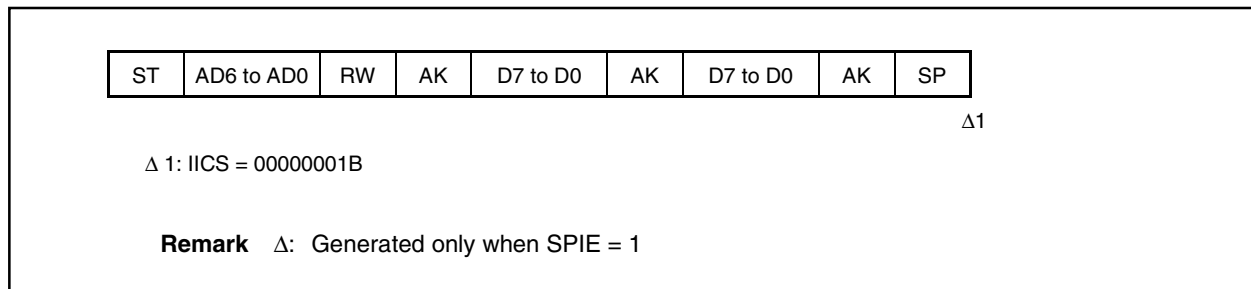 ST AD6 to AD0 RW AK D7 to D0 AK D7 to D0 AK SP
Δ1
Δ 1: IICS = 00000001B
Remark Δ: Generated only when SPIE = 1